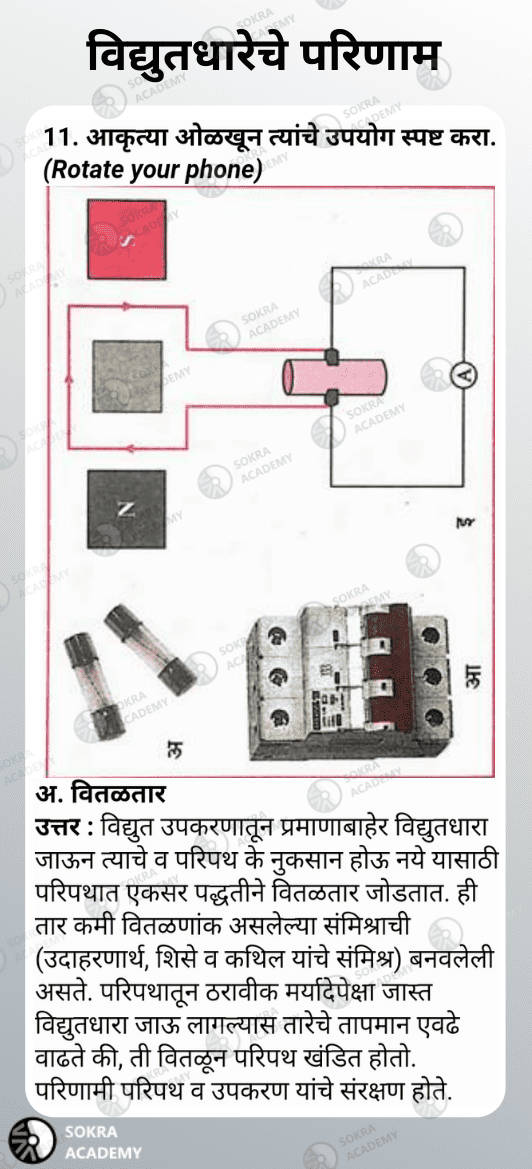 विद्युतधारेचे परिणाम
11. आकृत्या ओळखून त्यांचे उपयोग स्पष्ट करा.
(Rotate your phone)
S
A
N
इ
आ
अ
अ. वितळतार
उत्तर : विद्युत उपकरणातून प्रमाणाबाहेर विद्युतधारा
जाऊन त्याचे व परिपथ के नुकसान होऊ नये यासाठी
परिपथात एकसर पद्धतीने वितळतार जोडतात. ही
तार कमी वितळणांक असलेल्या संमिश्राची
(उदाहरणार्थ, शिसे व कथिल यांचे संमिश्र) बनवलेली
असते. परिपथातून ठरावीक मर्यादेपेक्षा जास्त
विद्युतधारा जाऊ लागल्यास तारेचे तापमान एवढे
वाढते की, ती वितळून परिपथ खंडित होतो.
परिणामी परिपथ व उपकरण यांचे संरक्षण होते.
SOKRA
ACADEMY